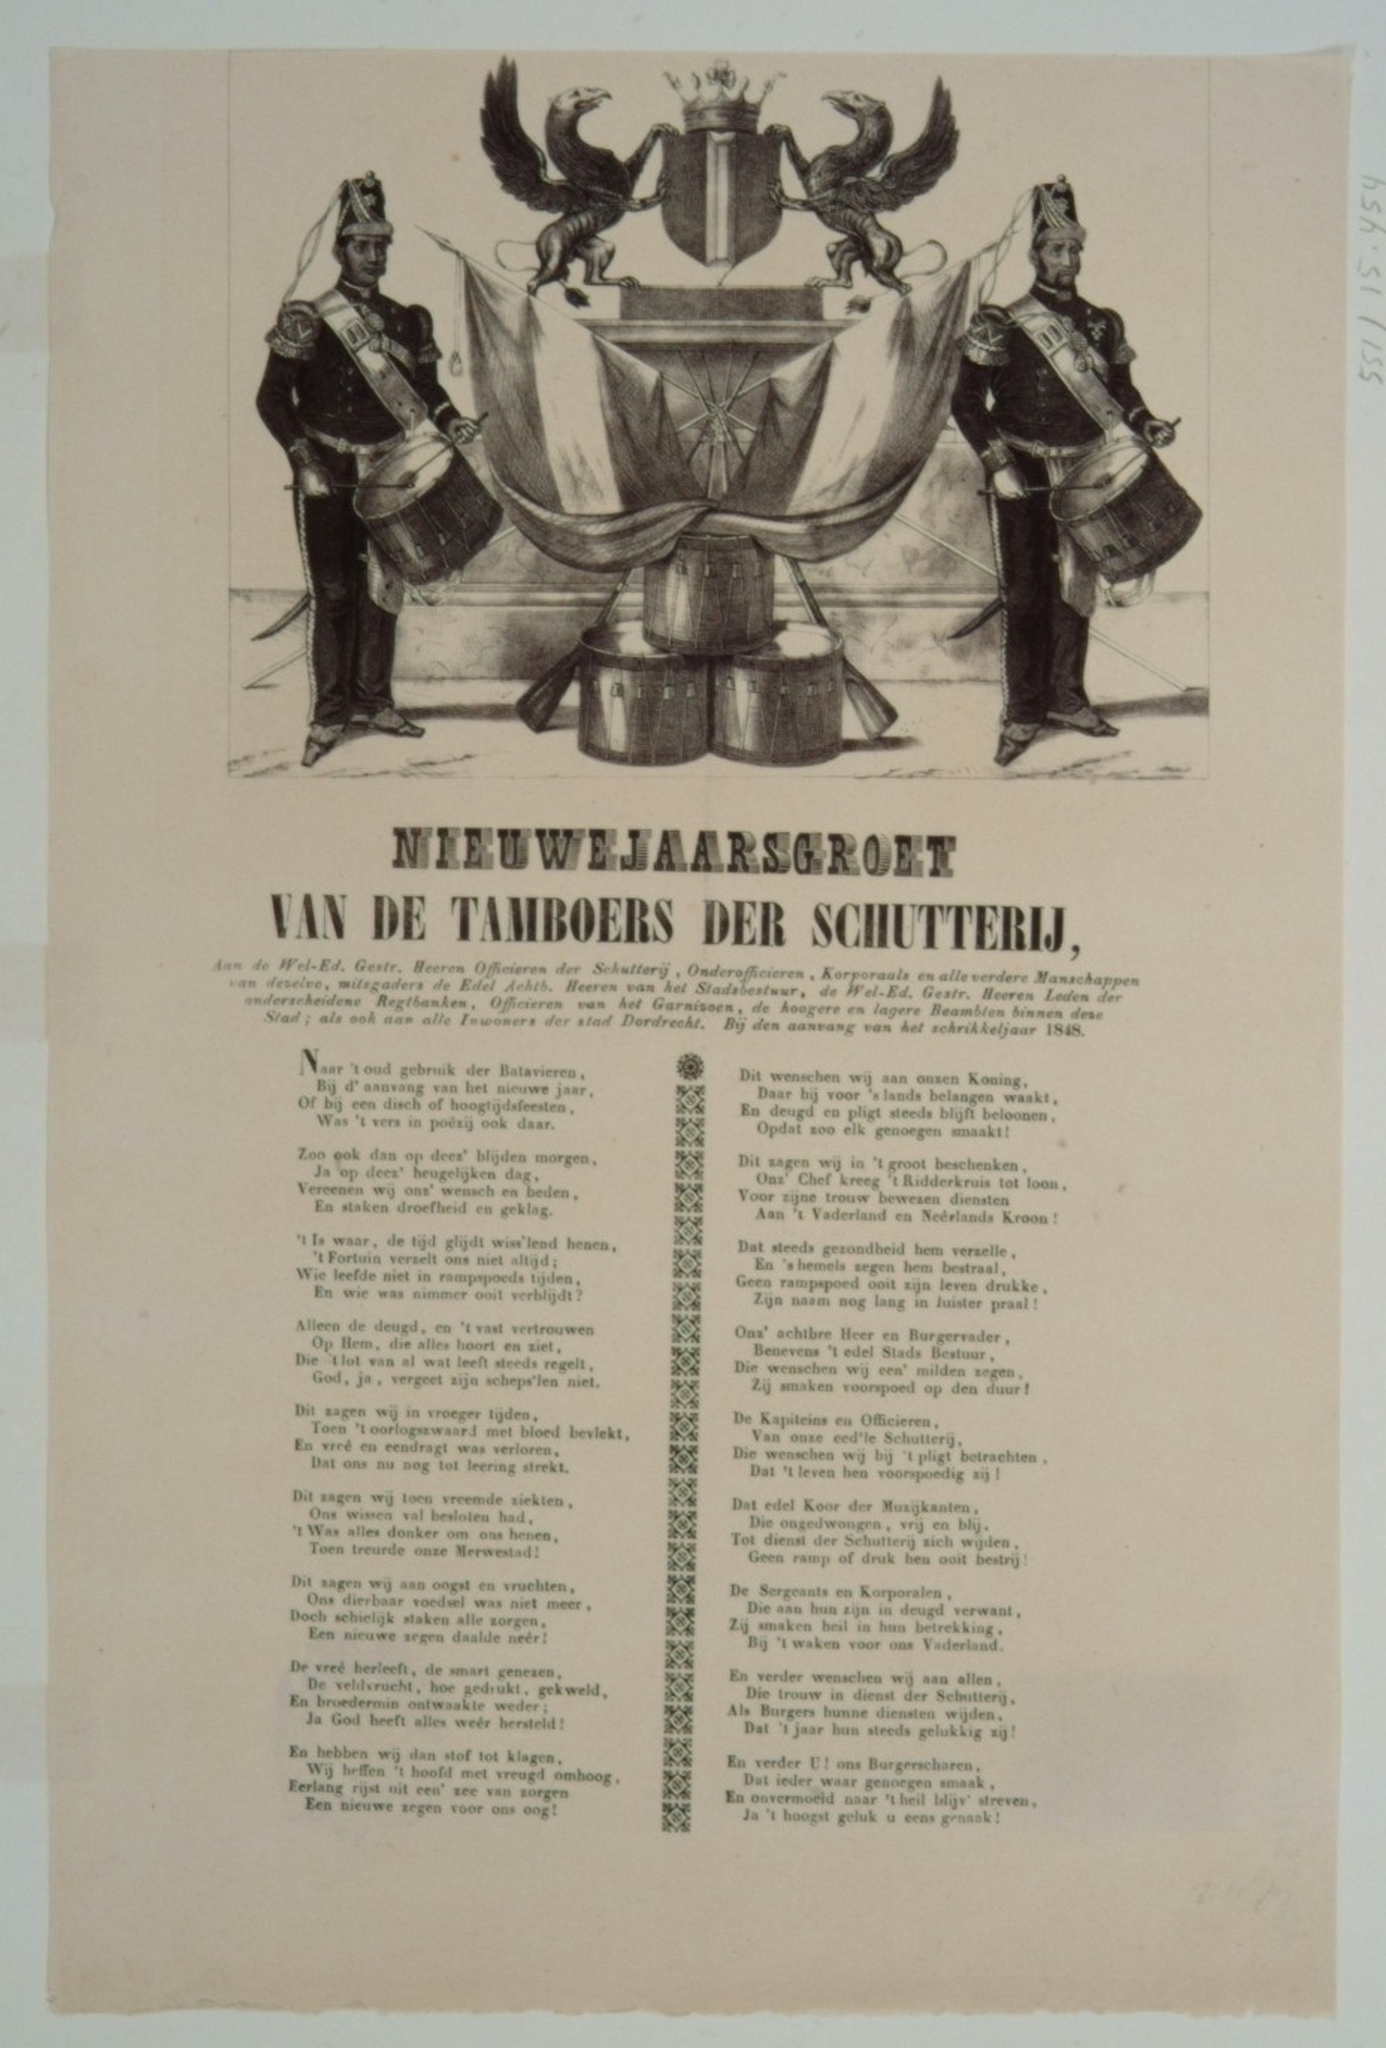 NIEUWEJAARSGROET
VAN DE TAMBOERS DER SCHUTTERIJ,
Aan de Wel-Ed. Gestr. Heeren Officieren der Schutterij, Onderofficieren, Korporaals en alle verdere Manschappen
van dezelve, mitsgaders de Edel Achtb. Heeren van het Stadsbestuur, de Wel-Ed. Gestr. Heeren Leden der
onderscheidene Regtbanken, Officieren van het Garnizoen, de hoogere en lagere Beambten binnen deze
Stad; als ook aan alle Inwoners der stad Dordrecht. Bij den aanvang van het schrikkeljaar 1848.
Naar 't oud gebruik der Batavieren,
Bij d' aanvang van het nieuwe jaar,
Of bij een disch of hoogtijdsfeesten,
Was 't vers in poëzij ook daar.
Zoo ook dan op deez' blijden morgen,
Ja op deez' heugelijken dag,
Vereenen wij onz' wensch en beden,
En staken droefheid en geklag.
't Is waar, de tijd glijdt wiss'lend henen,
't Fortuin verzelt ons niet altijd;
Wie leefde niet in rampspoeds tijden,
En wie was nimmer ooit verblijdt?
Alleen de deugd, en 't vast vertrouwen
Op Hem, die alles hoort en ziet,
Die 't lot van al wat leeft steeds regelt,
God, ja, vergeet zijn scheps'len niet.
Dit zagen wij in vroeger tijden,
Toen 't oorlogszwaard met bloed bevlekt,
En vreê en eendragt was verloren,
Dat ons nu nog tot leering strekt.
Dit zagen wij toen vreemde ziekten,
Ons wissen val besloten had,
't Was alles donker om ons henen,
Toen treurde onze Merwestad!
Dit zagen wij aan oogst en vruchten,
Ons dierbaar voedsel was niet meer,
Doch schielijk staken alle zorgen,
Een nieuwe zegen daalde neêr!
De vreê herleeft, de smart genezen,
De veldvrucht, hoe gedrukt, gekweld,
En broedermin ontwaakte weder;
Ja God heeft alles weêr hersteld!
En hebben wij dan stof tot klagen,
Wij heffen 't hoofd met vreugd omhoog,
Eerlang rijst uit een' zee van zorgen
Een nieuwe zegen voor ons oog!
Dit wenschen wij aan onzen Koning,
Daar hij voor 's lands belangen waakt,
En deugd en pligt steeds blijft beloonen,
Opdat zoo elk genoegen smaakt!
Dit zagen wij in 't groot beschenken,
Onz' Chef kreeg 't Ridderkruis tot loon,
Voor zijne trouw bewezen diensten
Aan 't Vaderland en Neêrlands Kroon!
Dat steeds gezondheid hem verzelle,
En 's hemels zegen hem bestraal,
Geen rampspoed ooit zijn leven drukke,
Zijn naam nog lang in luister praal!
Onz' achtbre Heer en Burgervader,
Benevens 't edel Stads Bestuur,
Die wenschen wij een' milden zegen,
Zij smaken voorspoed op den duur!
De Kapiteins en Officieren,
Van onze eed'le Schutterij,
Die wenschen wij bij 't pligt betrachten,
Dat 't leven hen voorspoedig zij!
Dat edel Koor der Muzijkanten,
Die ongedwongen, vrij en blij.
Tot dienst der Schutterij zich wijden,
Geen ramp of druk hen ooit bestrij!
De Sergeants en Korporalen,
Die aan hun zijn in deugd verwant,
Zij smaken heil in hun betrekking,
Bij 't waken voor ons Vaderland.
En verder wenschen wij aan allen,
Die trouw in dienst der Schutterij,
Als Burgers hunne diensten wijden,
Dat 't jaar hun steeds gelukkig zij!
En verder U! ons Burgerscharen,
Dat ieder waar genoegen smaak,
En onvermoeid naar 't heil blijv' streven,
Ja 't hoogst geluk u eens genaak!
551/15.454